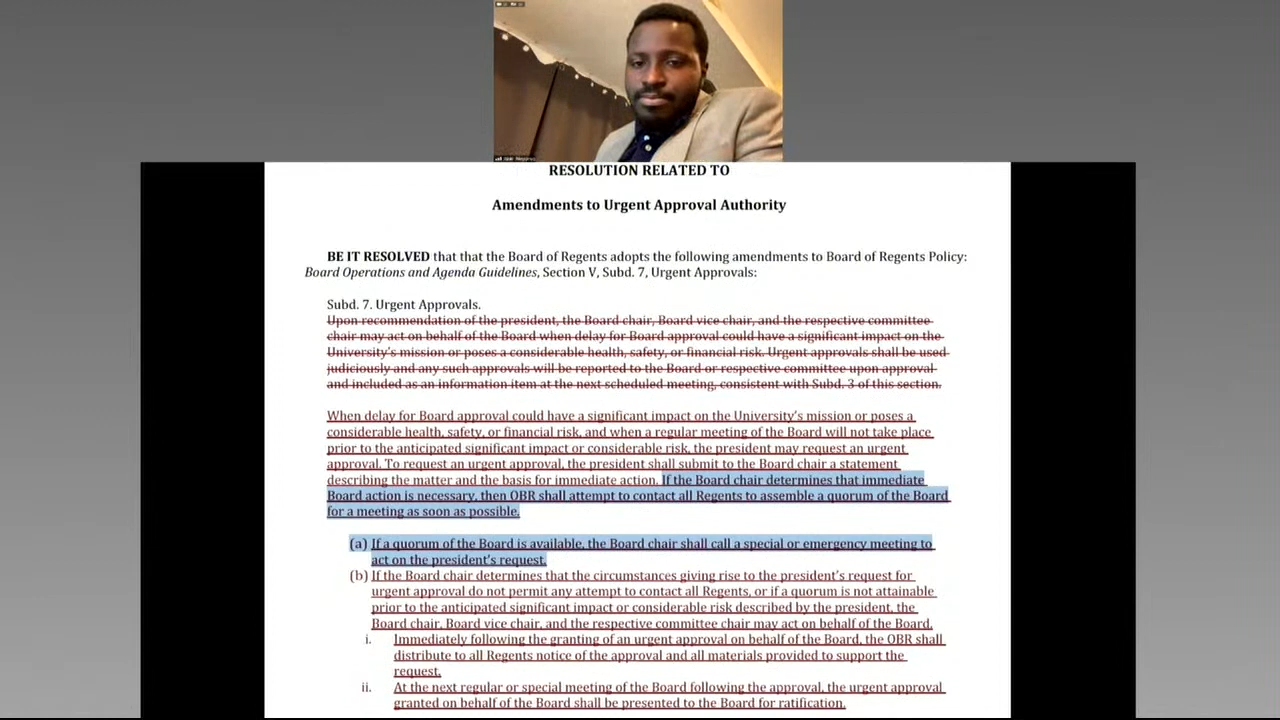 RESOLUTION RELATED TO
Amendments to Urgent Approval Authority
BE IT RESOLVED that that the Board of Regents adopts the following amendments to Board of Regents Policy:
Board Operations and Agenda Guidelines, Section V, Subd. 7, Urgent Approvals:
Subd. 7. Urgent Approvals.
Upon recommendation of the president, the Board chair, Board vice chair, and the respective committee
chair may act on behalf of the Board when delay for Board approval could have a significant impact on the
University's mission or poses a considerable health, safety, or financial risk. Urgent approvals shall be used
judiciously and any such approvals will be reported to the Board or respective committee upon approval
and included as an information item at the next scheduled meeting, consistent with Subd. 3 of this section.
When delay for Board approval could have a significant impact on the University's mission or poses a
considerable health, safety, or financial risk, and when a regular meeting of the Board will not take place
prior to the anticipated significant impact or considerable risk, the president may request an urgent
approval. To request an urgent approval, the president shall submit to the Board chair a statement
describing the matter and the basis for immediate action. If the Board chair determines that immediate
Board action is necessary, then OBR shall attempt to contact all Regents to assemble a quorum of the Board
for a meeting as soon as possible.
(a) If a quorum of the Board is available, the Board chair shall call a special or emergency meeting to
act on the president's request.
(b) If the Board chair determines that the circumstances giving rise to the president's request for
urgent approval do not permit any attempt to contact all Regents, or if a quorum is not attainable
prior to the anticipated significant impact or considerable risk described by the president, the
Board chair, Board vice chair, and the respective committee chair may act on behalf of the Board.
i. Immediately following the granting of an urgent approval on behalf of the Board, the OBR shall
distribute to all Regents notice of the approval and all materials provided to support the
request.
ii. At the next regular or special meeting of the Board following the approval, the urgent approval
granted on behalf of the Board shall be presented to the Board for ratification.